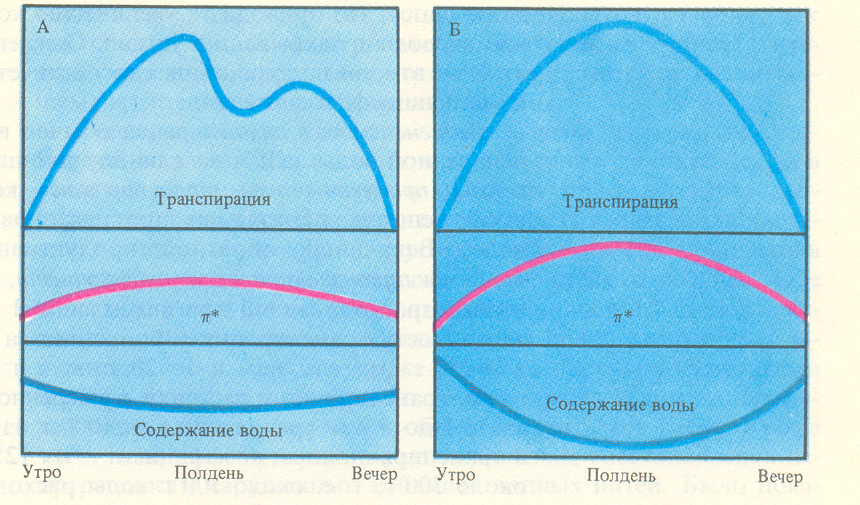 А
Транспирация
π*
Содержание воды
Утро Полдень Вечер
Б
Транспирация
π*
Содержание воды
Утро Полдень Вечер